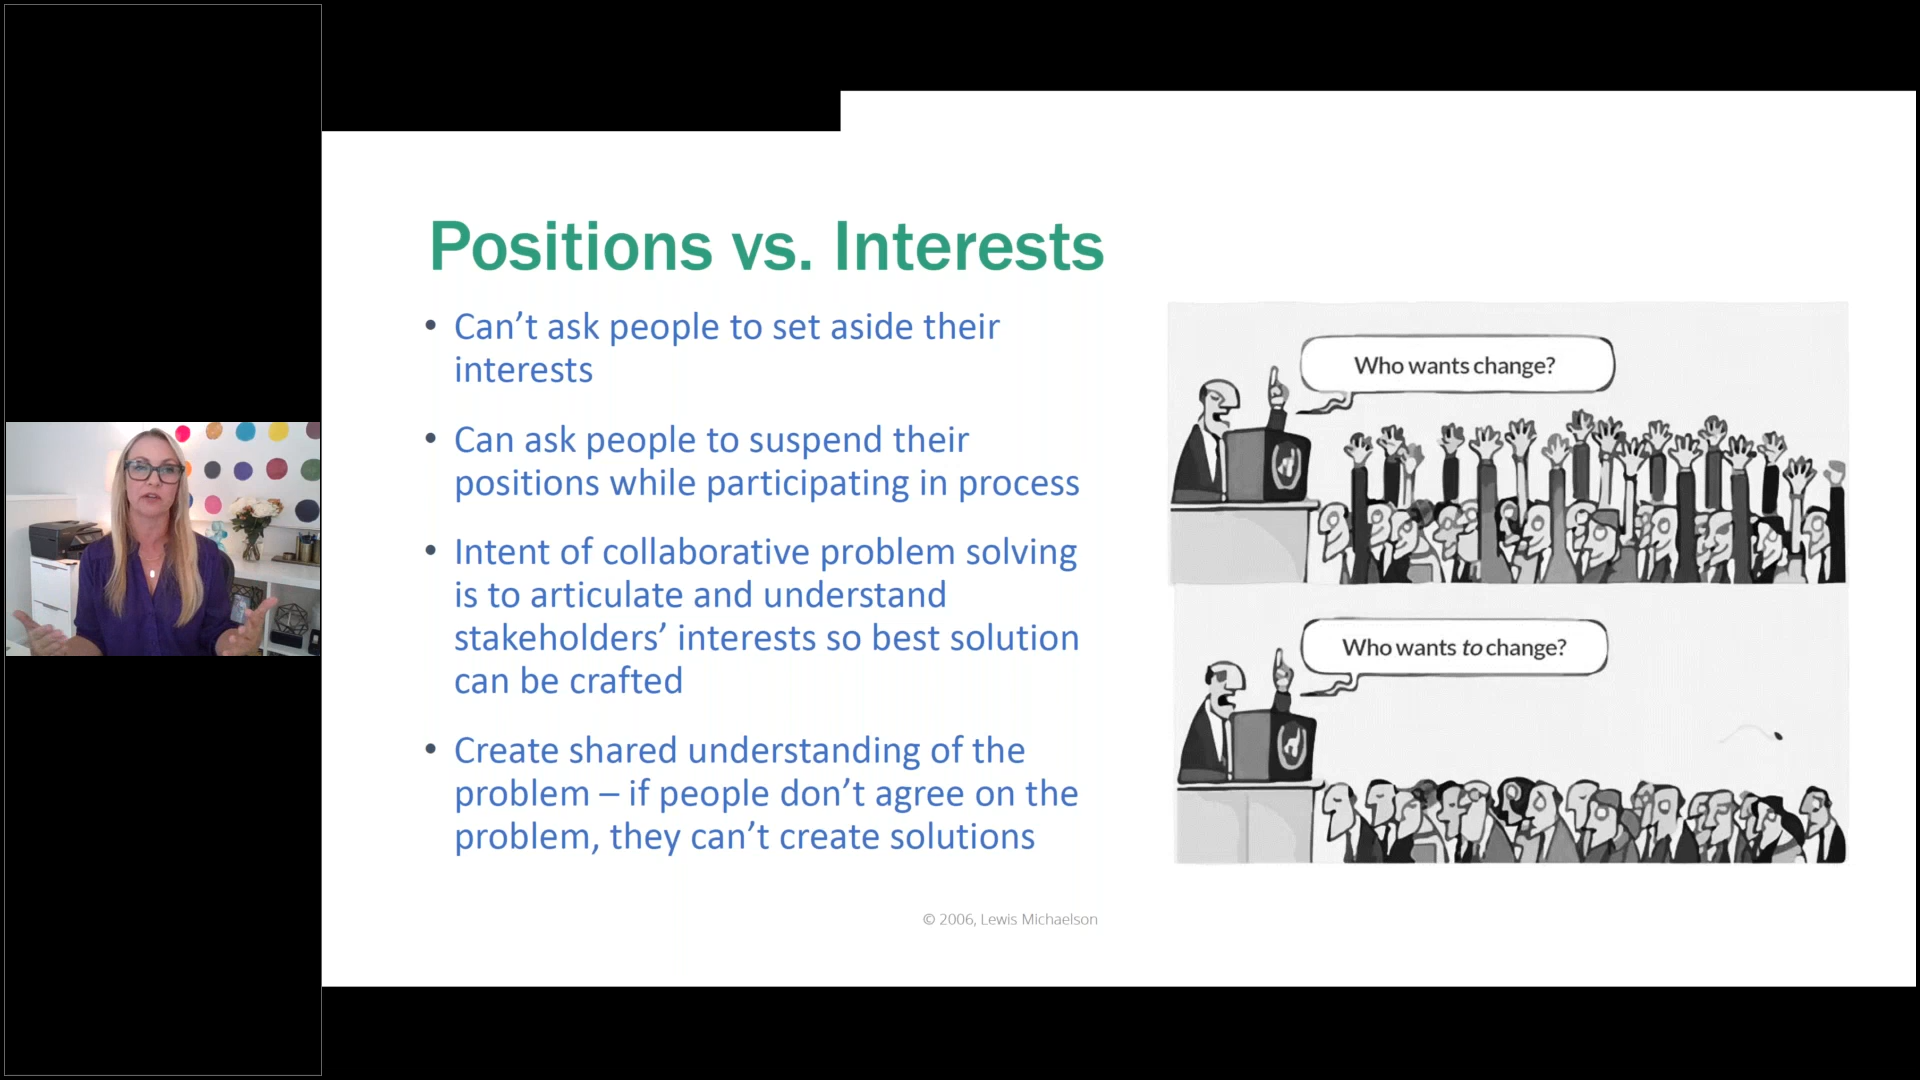 Positions vs. Interests
• Can’t ask people to set aside their
interests
• Can ask people to suspend their
positions while participating in process
• Intent of collaborative problem solving
is to articulate and understand
stakeholders’ interests so best solution
can be crafted
• Create shared understanding of the
problem – if people don’t agree on the
problem, they can’t create solutions
Who wants change?
Who wants to change?
© 2006, Lewis Michaelson